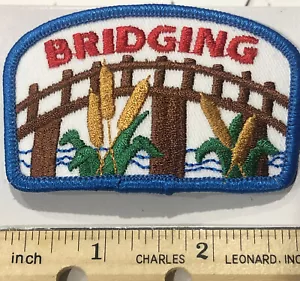 BRIDGING
inch 1 CHARLES 2 LEONARD, INC